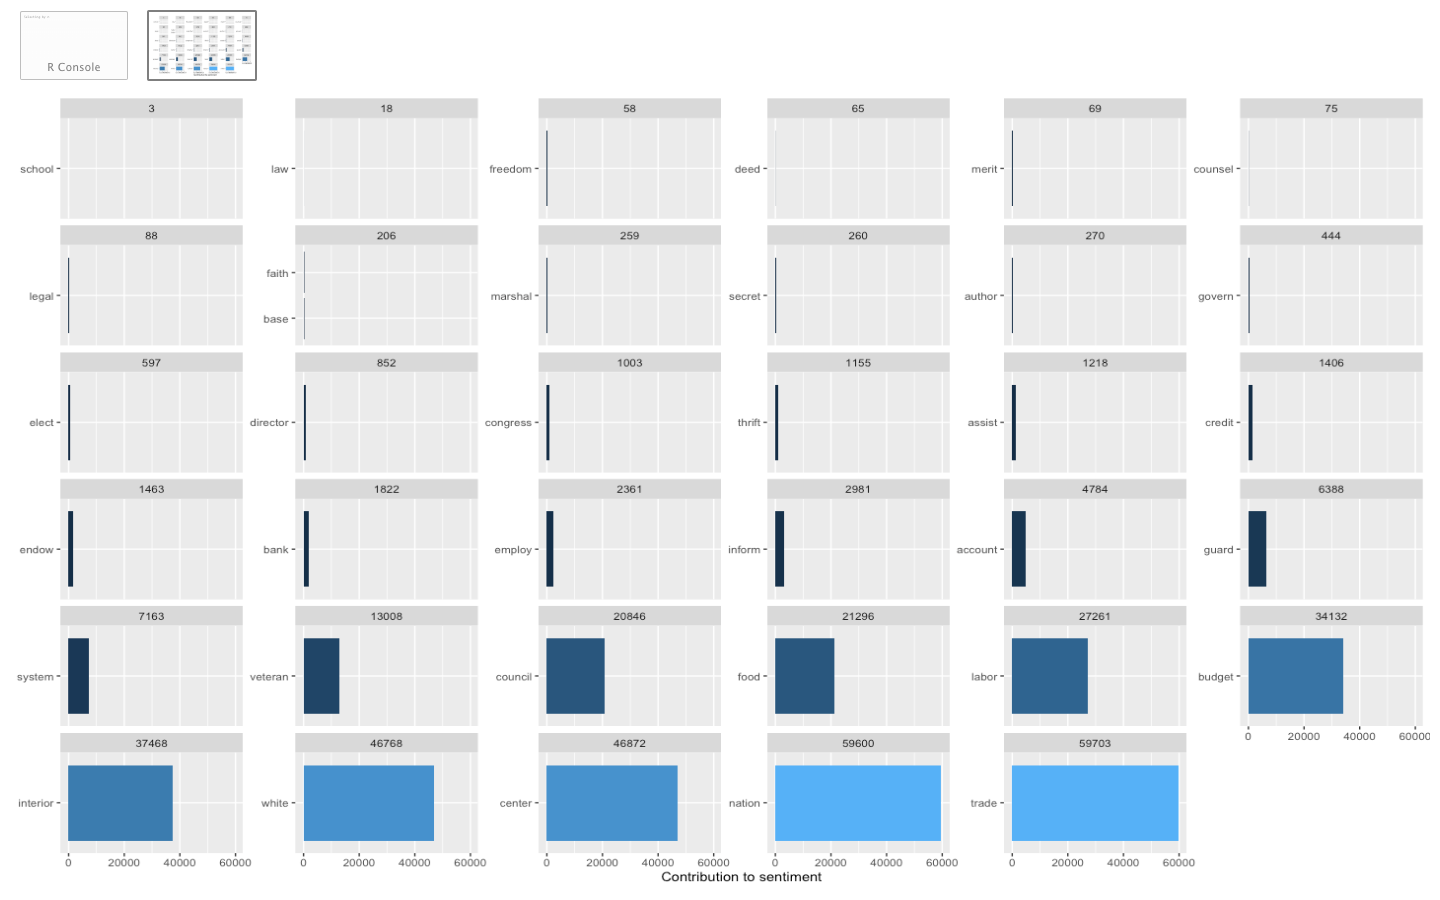 R Console
3 18 58 65 69 75
school law freedom deed merit counsel
88 206 259 260 270 444
faith
legal marshal secret author govern
base
597 852 1003 1155 1218 1406
elect director congress thrift assist credit
1463 1822 2361 2981 4784 6388
endow bank employ inform account guard
7163 13008 20846 21296 27261 34132
system veteran council food labor budget
0 20000 40000 60000
37468 46768 46872 59600 59703
interior white center nation trade
0 20000 40000 60000 0 20000 40000 60000 0 20000 40000 60000 0 20000 40000 60000 0 20000 40000 60000
Contribution to sentiment